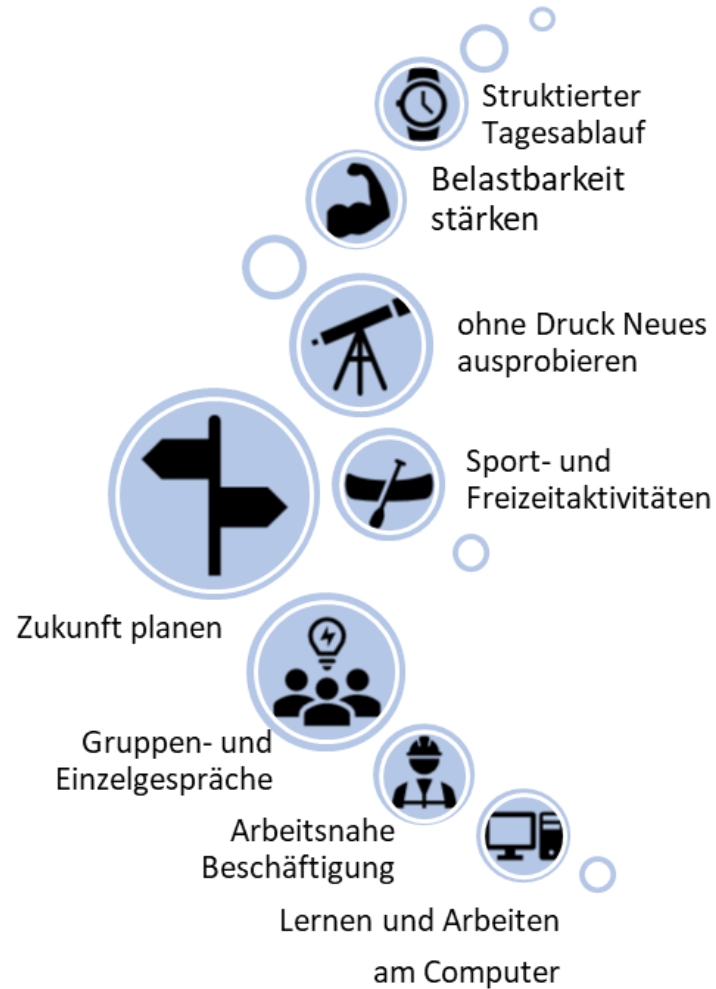 Struktierter
Tagesablauf
Belastbarkeit
stärken
ohne Druck Neues
ausprobieren
Sport- und
Freizeitaktivitäten
Zukunft planen
Gruppen- und
Einzelgespräche
Arbeitsnahe
Beschäftigung
Lernen und Arbeiten
am Computer